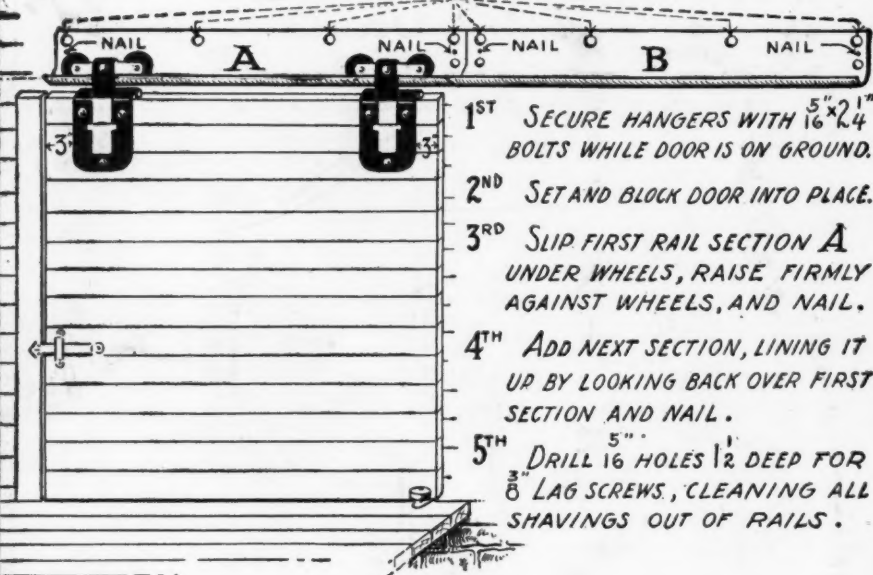 NAIL A NAIL NAIL B NAIL
3" 3"
1ST SECURE HANGERS WITH 5/16" x 2 1/4"
BOLTS WHILE DOOR IS ON GROUND.
2ND SET AND BLOCK DOOR INTO PLACE.
3RD SLIP FIRST RAIL SECTION A
UNDER WHEELS, RAISE FIRMLY
AGAINST WHEELS, AND NAIL.
4TH ADD NEXT SECTION, LINING IT
UP BY LOOKING BACK OVER FIRST
SECTION AND NAIL.
5TH DRILL 5/16" HOLES 1 1/2 DEEP FOR
3/8" LAG SCREWS, CLEANING ALL
SHAVINGS OUT OF RAILS.